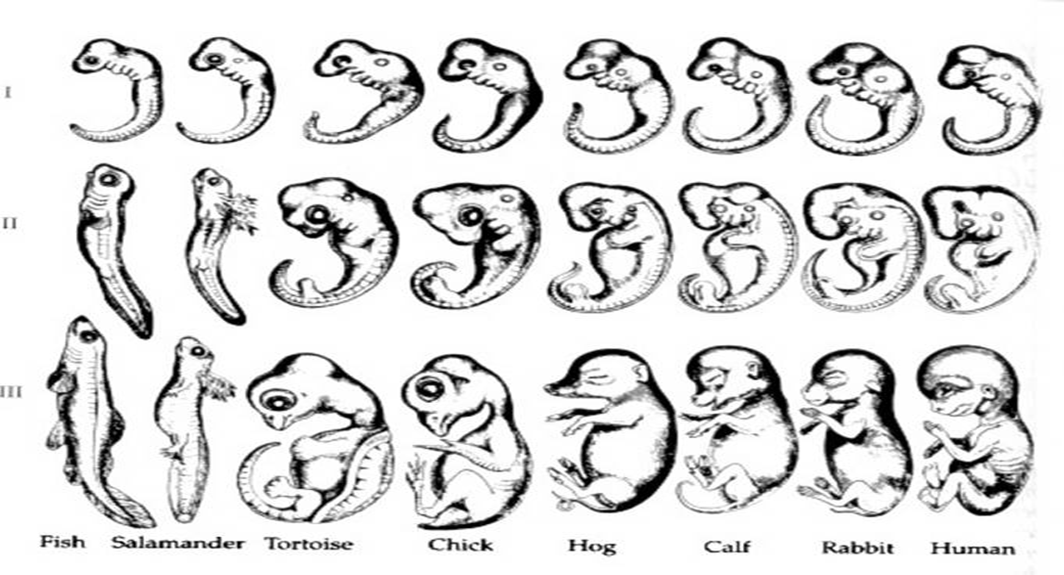 I
II
III
Fish Salamander Tortoise Chick Hog Calf Rabbit Human